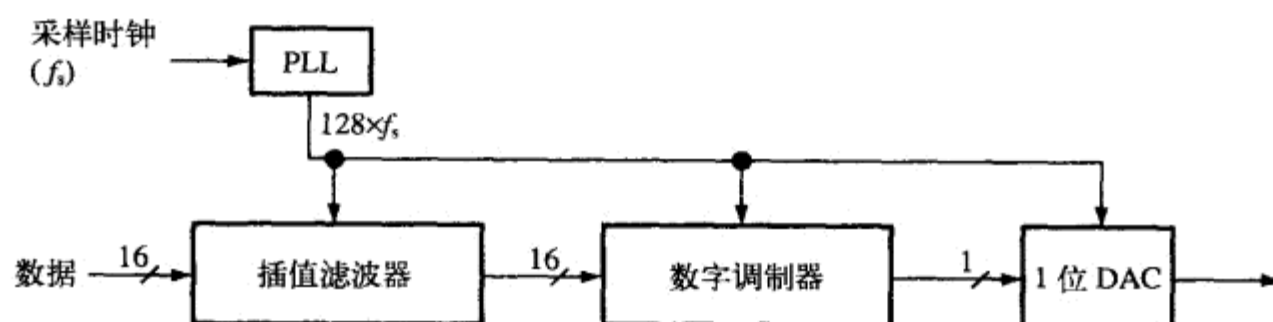 采样时钟
(fs)
PLL
128×fs
数据
16
插值滤波器
16
数字调制器
1
1 位 DAC